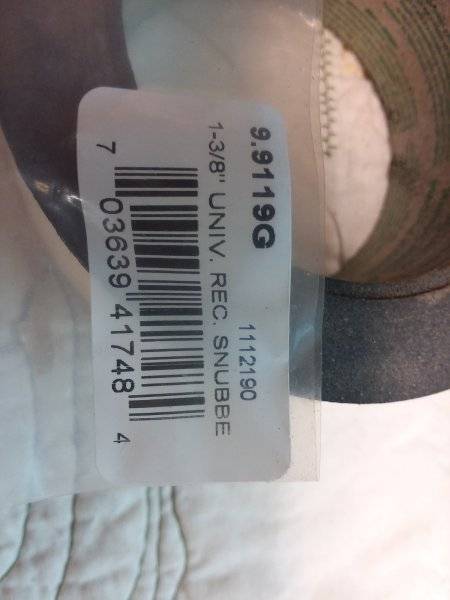 9.9119G
1112190
1-3/8" UNIV. REC. SNUBBE
7 03639 41748 4